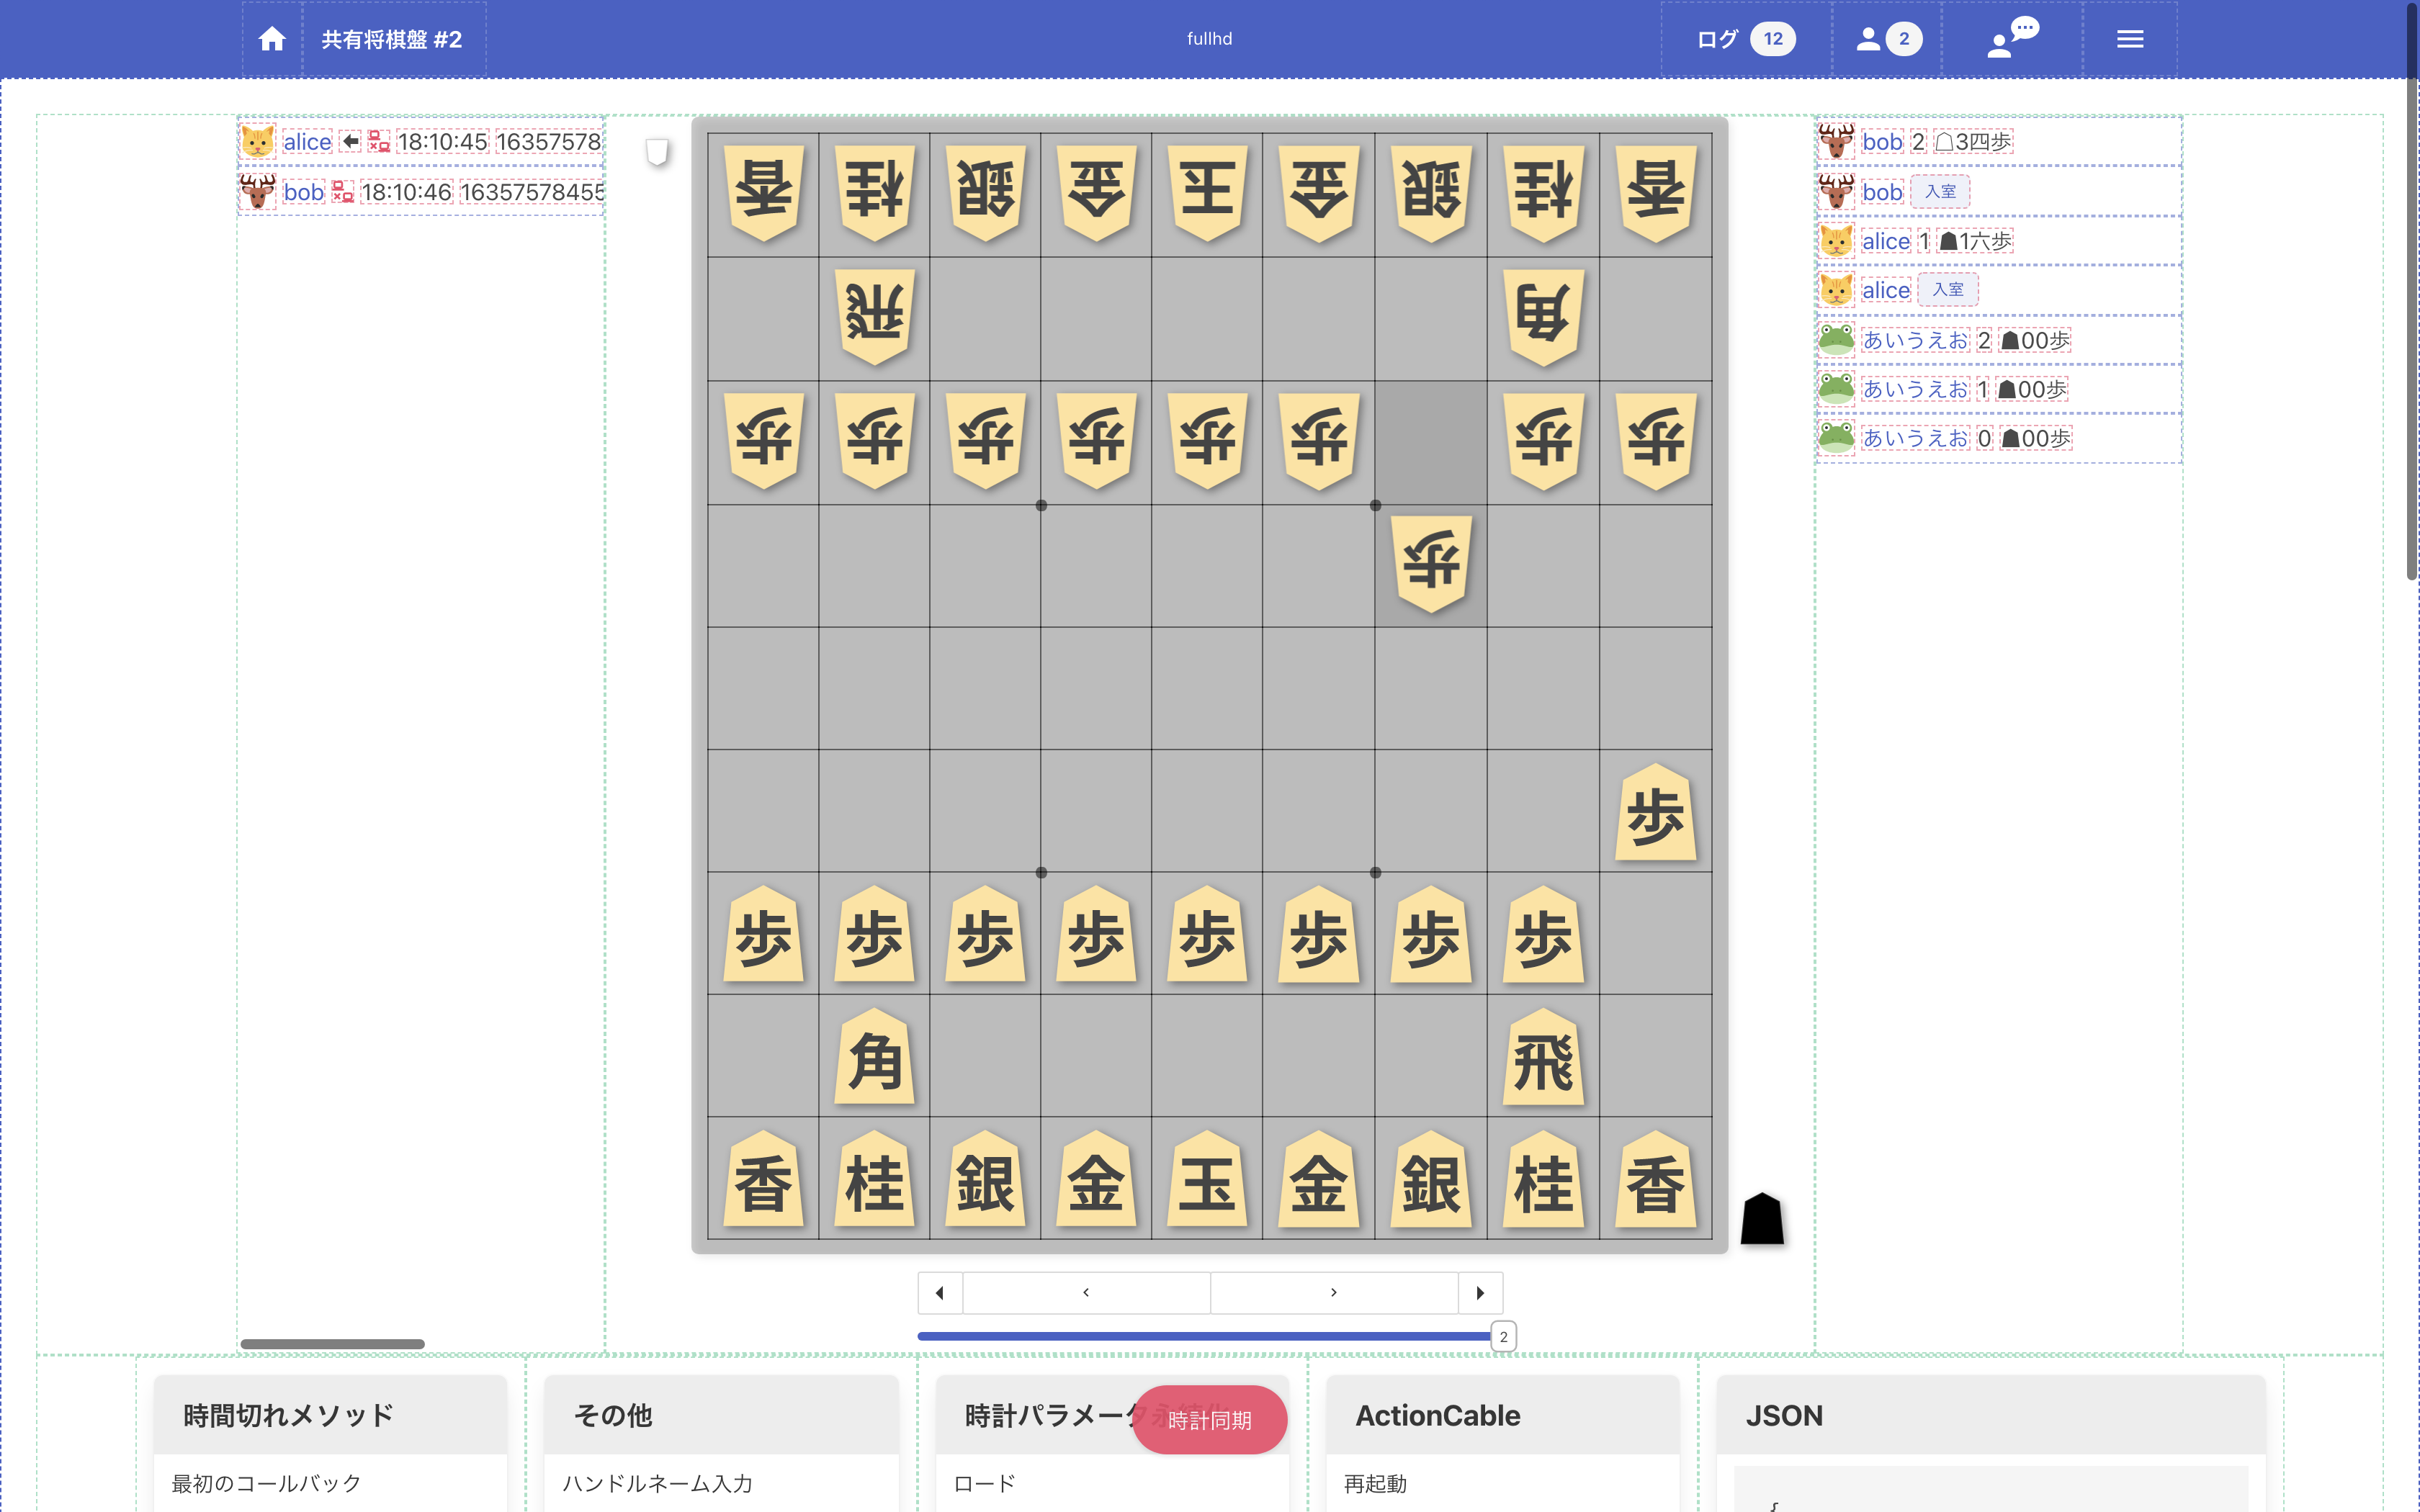 共有将棋盤 #2
fullhd
ログ 12
2
alice 18:10:45 16357578
bob 18:10:46 16357578455
香桂銀金玉金銀桂香
飛角
歩歩歩歩歩歩歩歩
歩
歩
歩歩歩歩歩歩歩歩
角飛
香桂銀金玉金銀桂香
bob 2 ☖3四歩
bob 入室
alice 1 ☗1六歩
alice 入室
あいうえお 2 ☗00歩
あいうえお 1 ☗00歩
あいうえお 0 ☗00歩
2
時間切れメソッド
最初のコールバック
その他
ハンドルネーム入力
時計パラメータ
時計同期
ロード
ActionCable
再起動
JSON
{